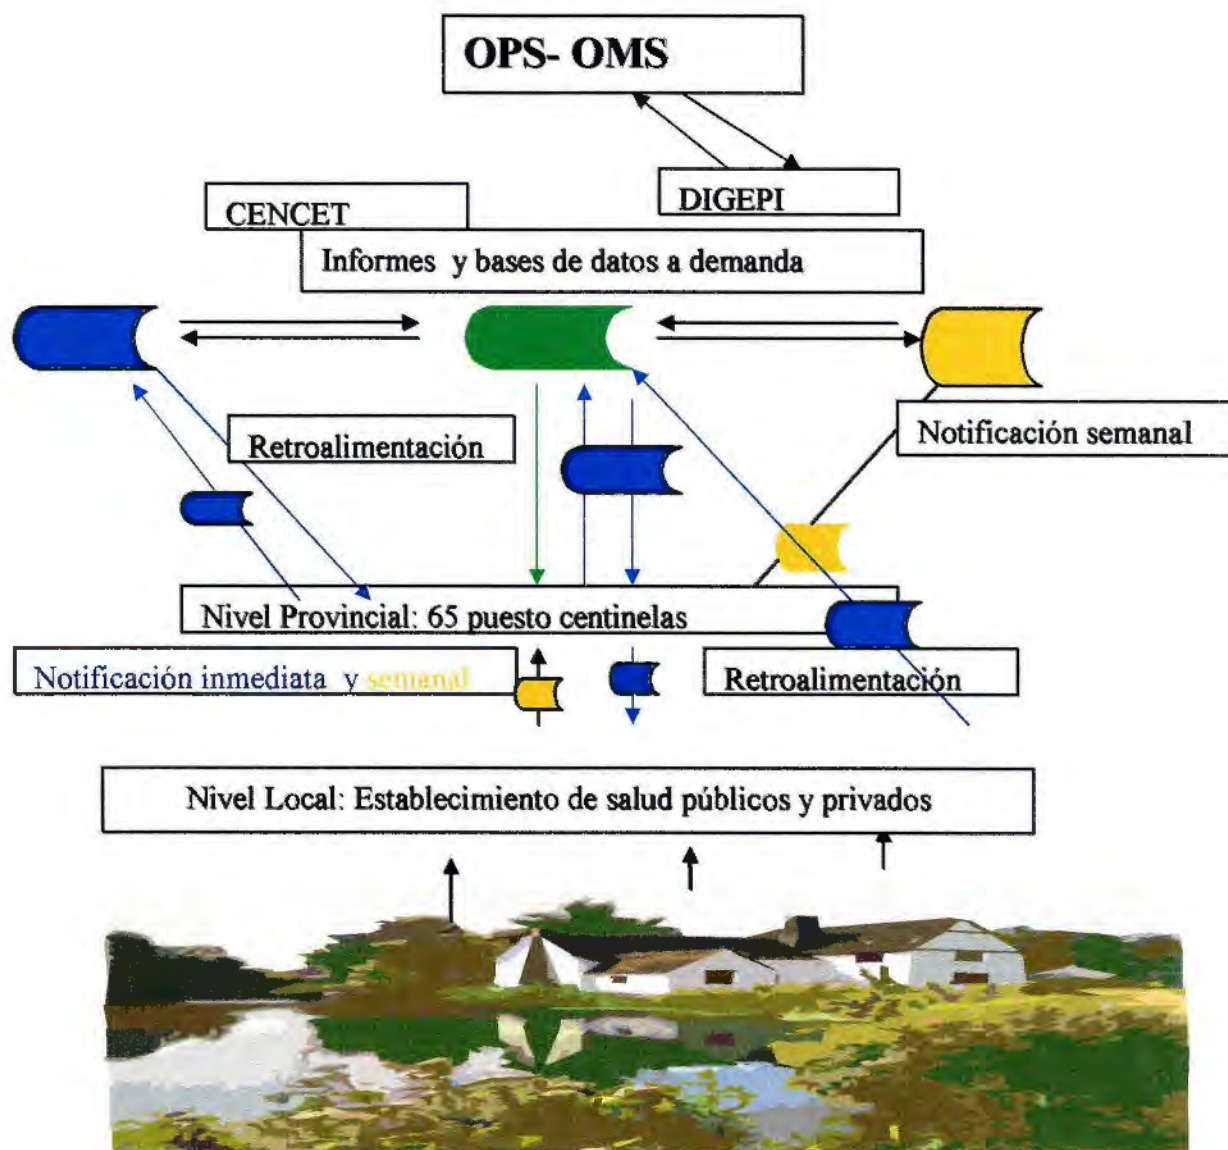 OPS- OMS
DIGEPI
CENCET
Informes y bases de datos a demanda
Retroalimentación
Notificación semanal
Nivel Provincial: 65 puesto centinelas
Notificación inmediata y semanal
Retroalimentación
Nivel Local: Establecimiento de salud públicos y privados